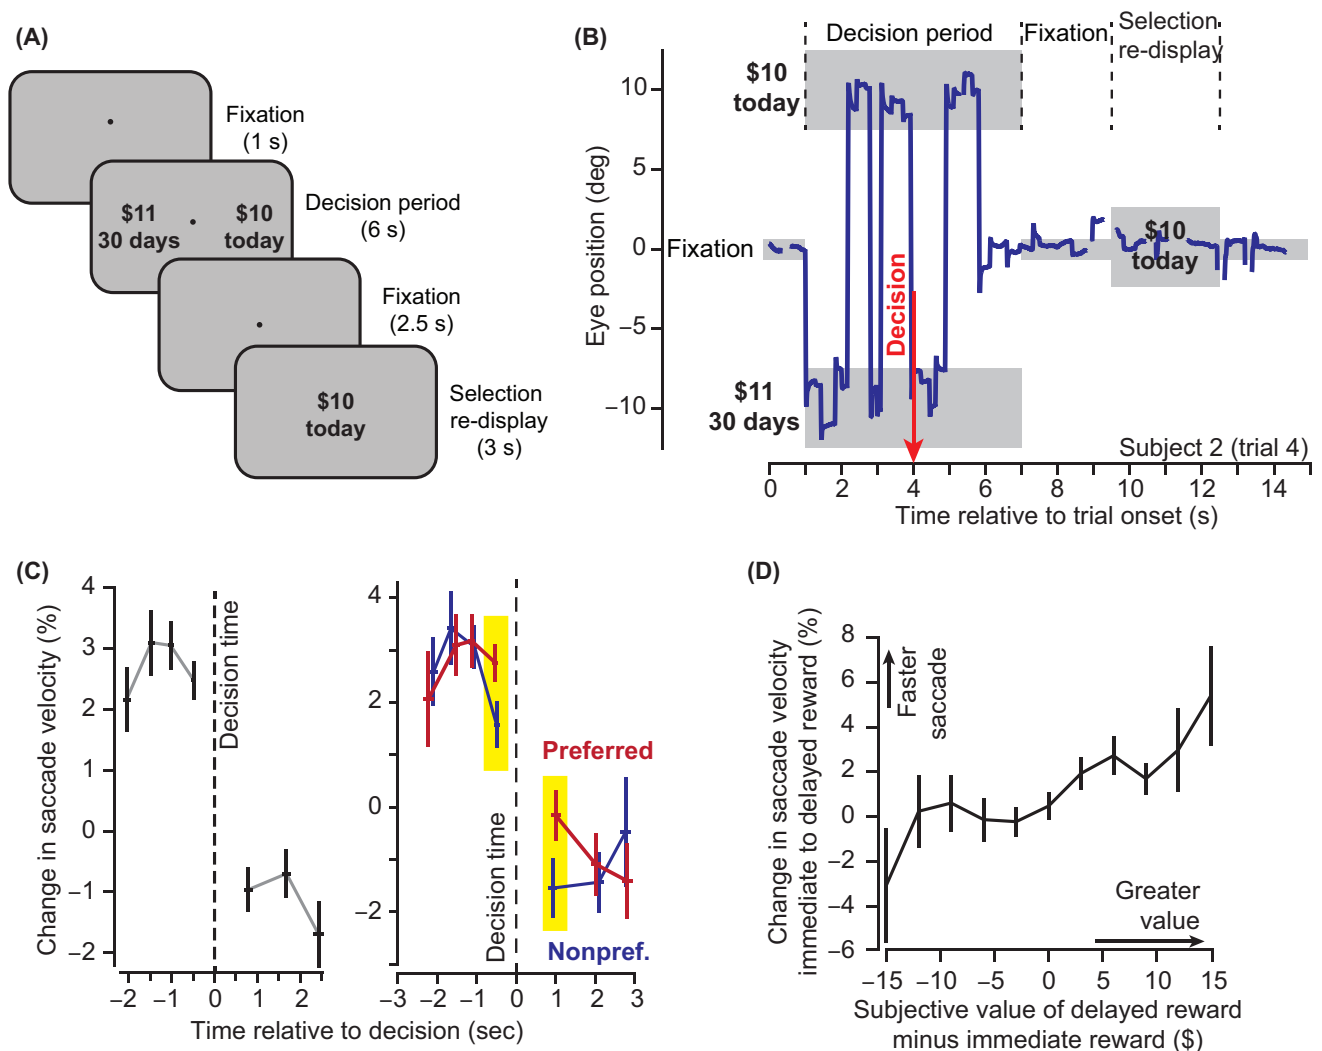 (A)
Fixation
(1 s)
$11
30 days
$10
today
Decision period
(6 s)
Fixation
(2.5 s)
$10
today
Selection
re-display
(3 s)
(B)
Decision period
Fixation
Selection
re-display
$10
today
Fixation
$11
30 days
Eye position (deg)
10
5
0
−5
−10
Decision
$10
today
Subject 2 (trial 4)
0 2 4 6 8 10 12 14
Time relative to trial onset (s)
(C)
Change in saccade velocity (%)
4
3
2
1
0
−1
−2
Decision time
−2 −1 0 1 2
4
2
0
−2
Decision time
Preferred
Nonpref.
−3 −2 −1 0 1 2 3
Time relative to decision (sec)
(D)
Change in saccade velocity
immediate to delayed reward (%)
8
6
4
2
0
−2
−4
−6
Faster
saccade
Greater
value
−15 −10 −5 0 5 10 15
Subjective value of delayed reward
minus immediate reward ($)